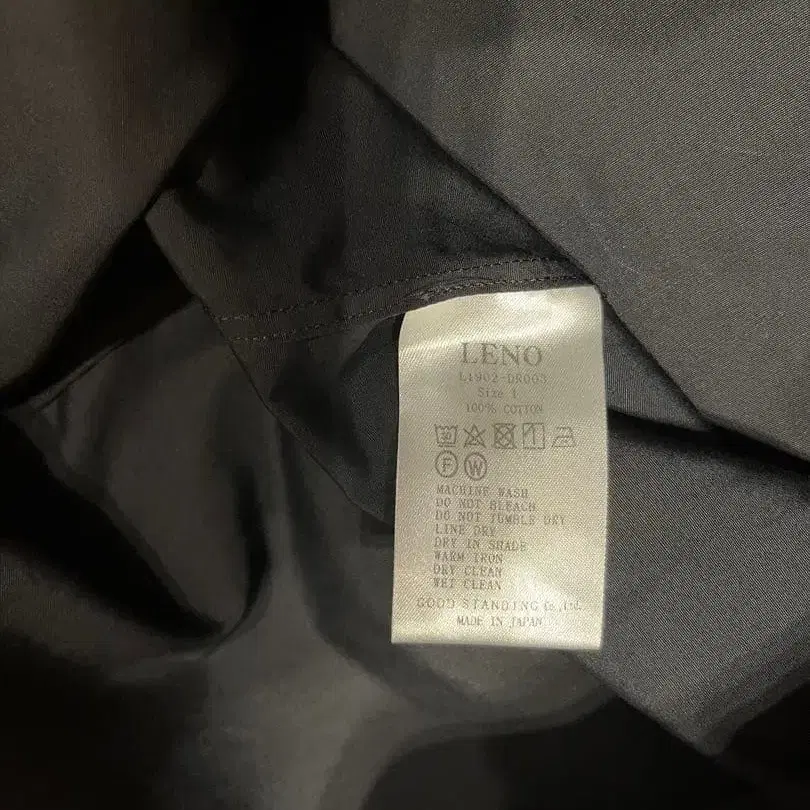 LENO
L1902-DR003
Size 1
100% COTTON
30
F W
MACHINE WASH
DO NOT BLEACH
DO NOT TUMBLE DRY
LINE DRY
DRY IN SHADE
WARM IRON
DRY CLEAN
WET CLEAN
GOOD STANDING Co.,Ltd.
MADE IN JAPAN